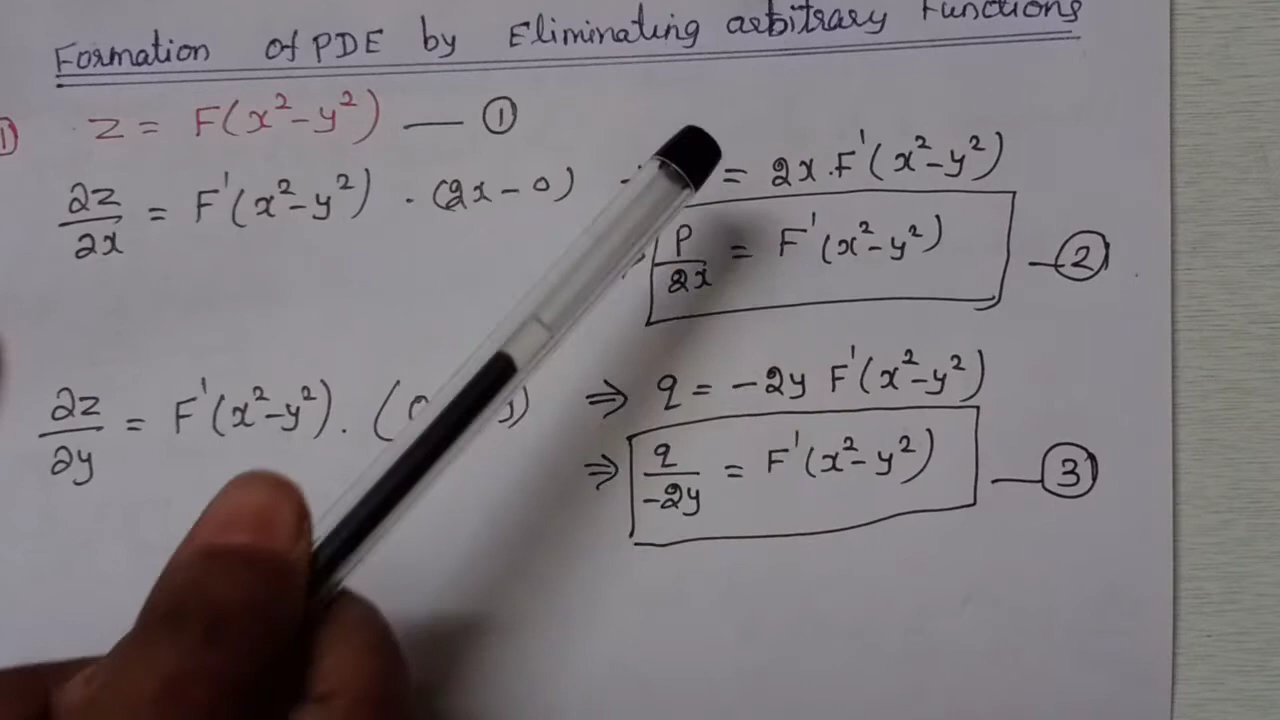 Formation of PDE by Eliminating arbitrary Functions
1) z = F(x²-y²) — ①
∂z/∂x = F'(x²-y²) . (2x-0)
= 2x.F'(x²-y²)
p/2x = F'(x²-y²) — ②
∂z/∂y = F'(x²-y²). (
⇒ q = -2y F'(x²-y²)
⇒ q/-2y = F'(x²-y²) — ③